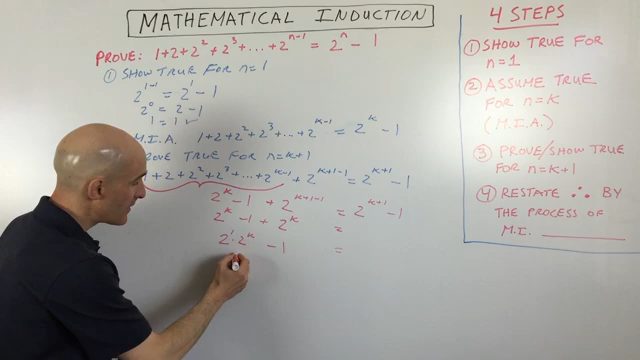 MATHEMATICAL INDUCTION
PROVE: 1+2+2²+2³+...+2ⁿ⁻¹ = 2ⁿ - 1
① SHOW TRUE FOR n=1
2¹⁻¹ = 2¹ - 1
2⁰ = 2 - 1
1 = 1 ✓
M.I.A. 1+2+2²+2³+...+2ᴷ⁻¹ = 2ᴷ - 1
TRUE FOR n=K+1
+2+2²+2³+...+2ᴷ⁻¹ + 2ᴷ⁺¹⁻¹ = 2ᴷ⁺¹ - 1
2ᴷ - 1 + 2ᴷ⁺¹⁻¹ = 2ᴷ⁺¹ - 1
2ᴷ - 1 + 2ᴷ =
2¹·2ᴷ - 1 =
4 STEPS
① SHOW TRUE FOR
n=1
② ASSUME TRUE
FOR n=K
(M.I.A.)
③ PROVE/SHOW TRUE
FOR n=K+1
④ RESTATE ∴ BY
THE PROCESS OF
M.I. ________